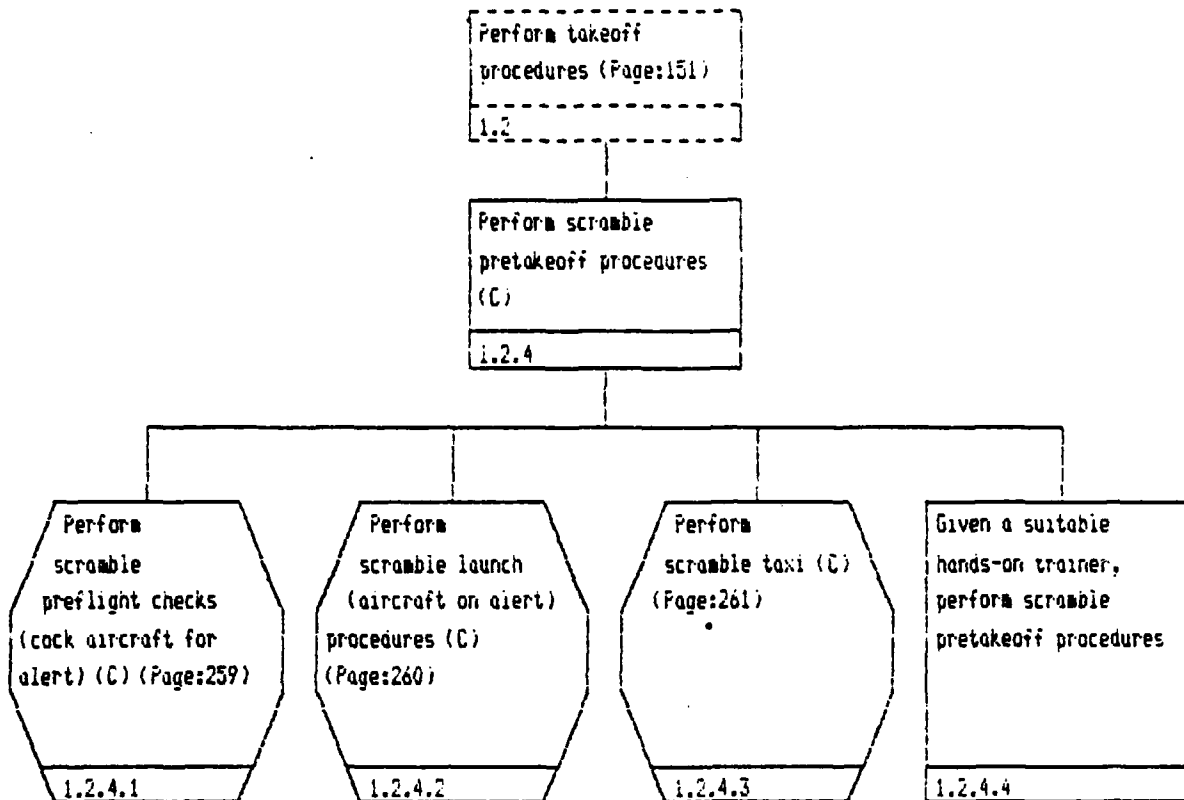 Perform takeoff
procedures (Page:151)
1.2
Perform scramble
pretakeoff procedures
(C)
1.2.4
Perform
scramble
preflight checks
(cock aircraft for
alert) (C) (Page:259)
1.2.4.1
Perform
scramble launch
(aircraft on alert)
procedures (C)
(Page:260)
1.2.4.2
Perform
scramble taxi (C)
(Page:261)
1.2.4.3
Given a suitable
hands-on trainer,
perform scramble
pretakeoff procedures
1.2.4.4